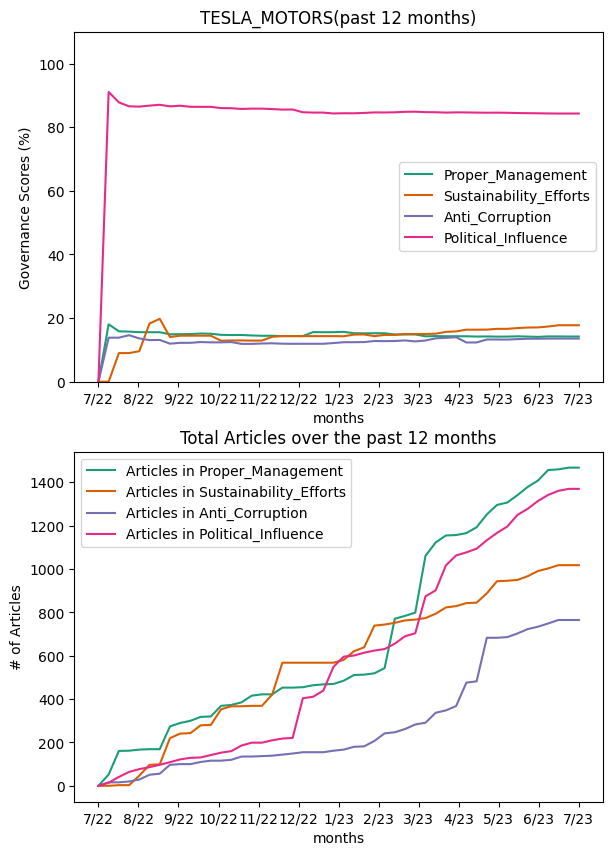 TESLA_MOTORS(past 12 months)
100
80
60
40
20
0
Governance Scores (%)
Proper_Management
Sustainability_Efforts
Anti_Corruption
Political_Influence
7/22 8/22 9/22 10/22 11/22 12/22 1/23 2/23 3/23 4/23 5/23 6/23 7/23
months
Total Articles over the past 12 months
1400
1200
1000
800
600
400
200
0
# of Articles
Articles in Proper_Management
Articles in Sustainability_Efforts
Articles in Anti_Corruption
Articles in Political_Influence
7/22 8/22 9/22 10/22 11/22 12/22 1/23 2/23 3/23 4/23 5/23 6/23 7/23
months